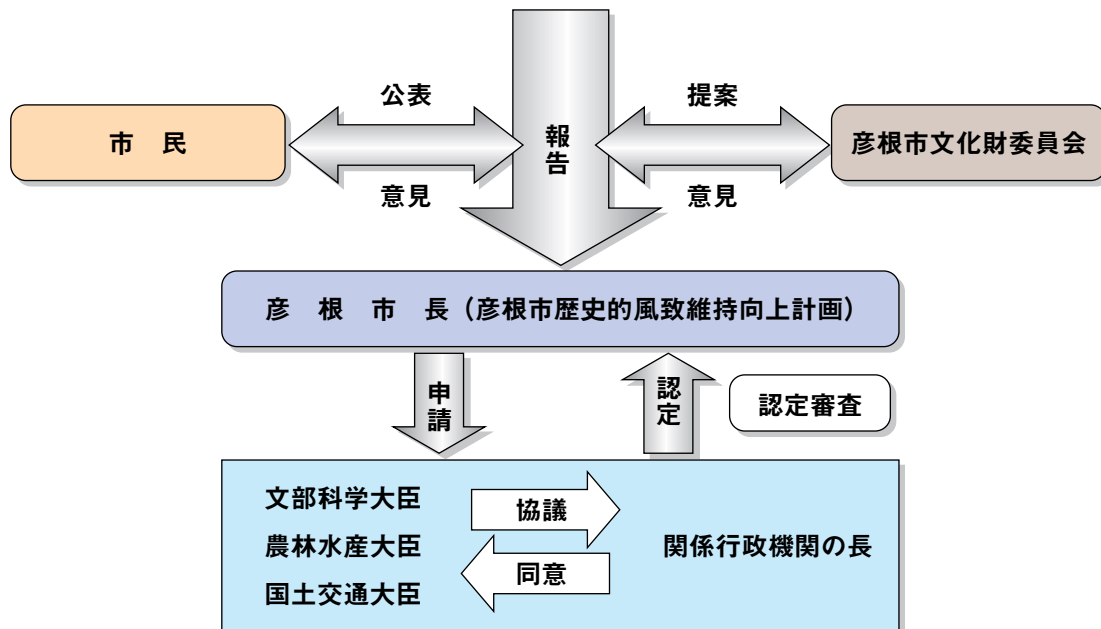 公表
提案
市　民
報告
彦根市文化財委員会
意見
意見
彦　根　市　長（彦根市歴史的風致維持向上計画）
申請
認定
認定審査
文部科学大臣
協議
農林水産大臣
関係行政機関の長
同意
国土交通大臣